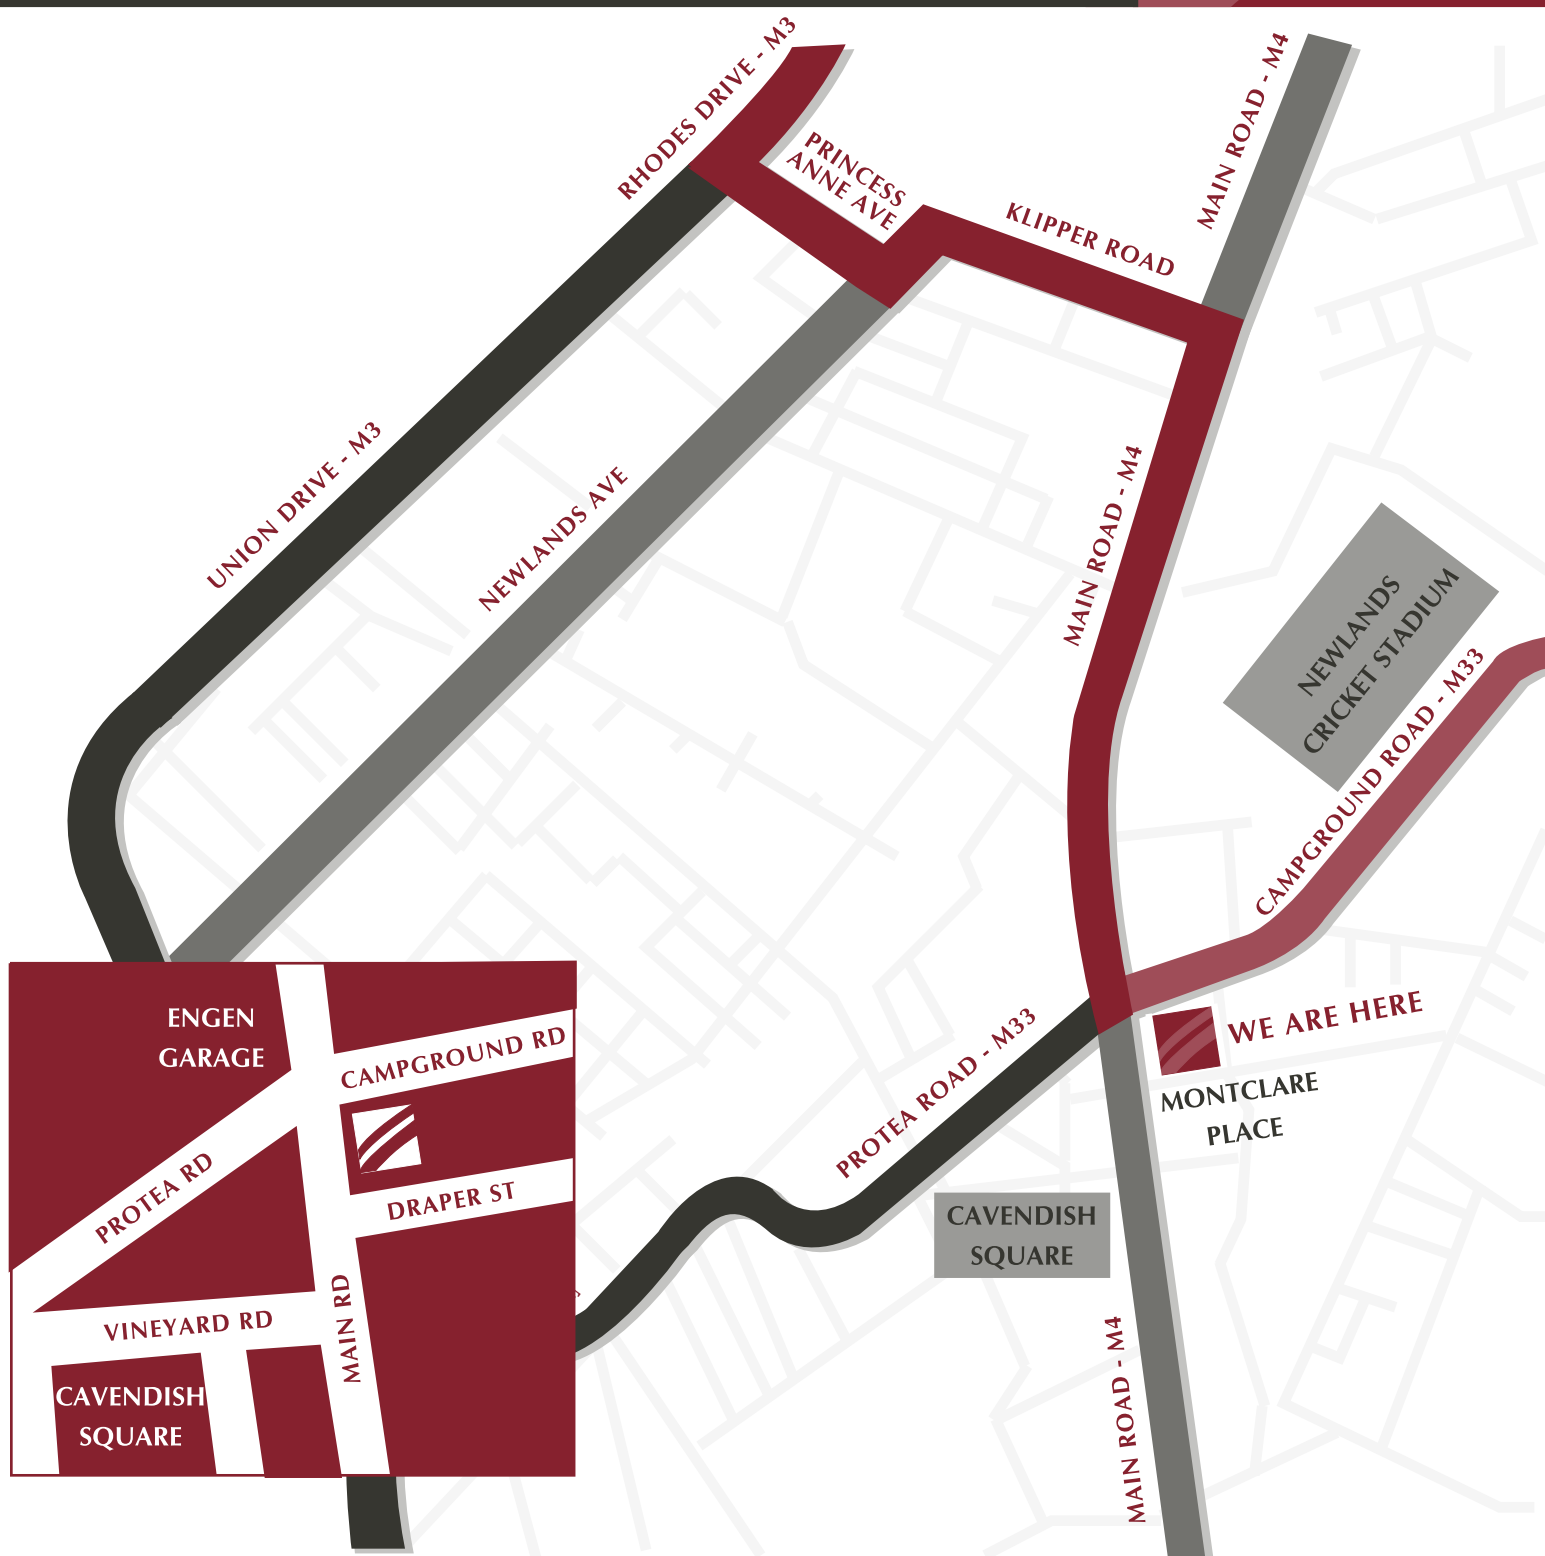 RHODES DRIVE - M3
PRINCESS
ANNE AVE
KLIPPER ROAD
MAIN ROAD - M4
UNION DRIVE - M3
NEWLANDS AVE
MAIN ROAD - M4
NEWLANDS
CRICKET STADIUM
CAMPGROUND ROAD - M33
WE ARE HERE
MONTCLARE
PLACE
PROTEA ROAD - M33
CAVENDISH
SQUARE
MAIN ROAD - M4
ENGEN
GARAGE
CAMPGROUND RD
PROTEA RD
DRAPER ST
VINEYARD RD
MAIN RD
CAVENDISH
SQUARE